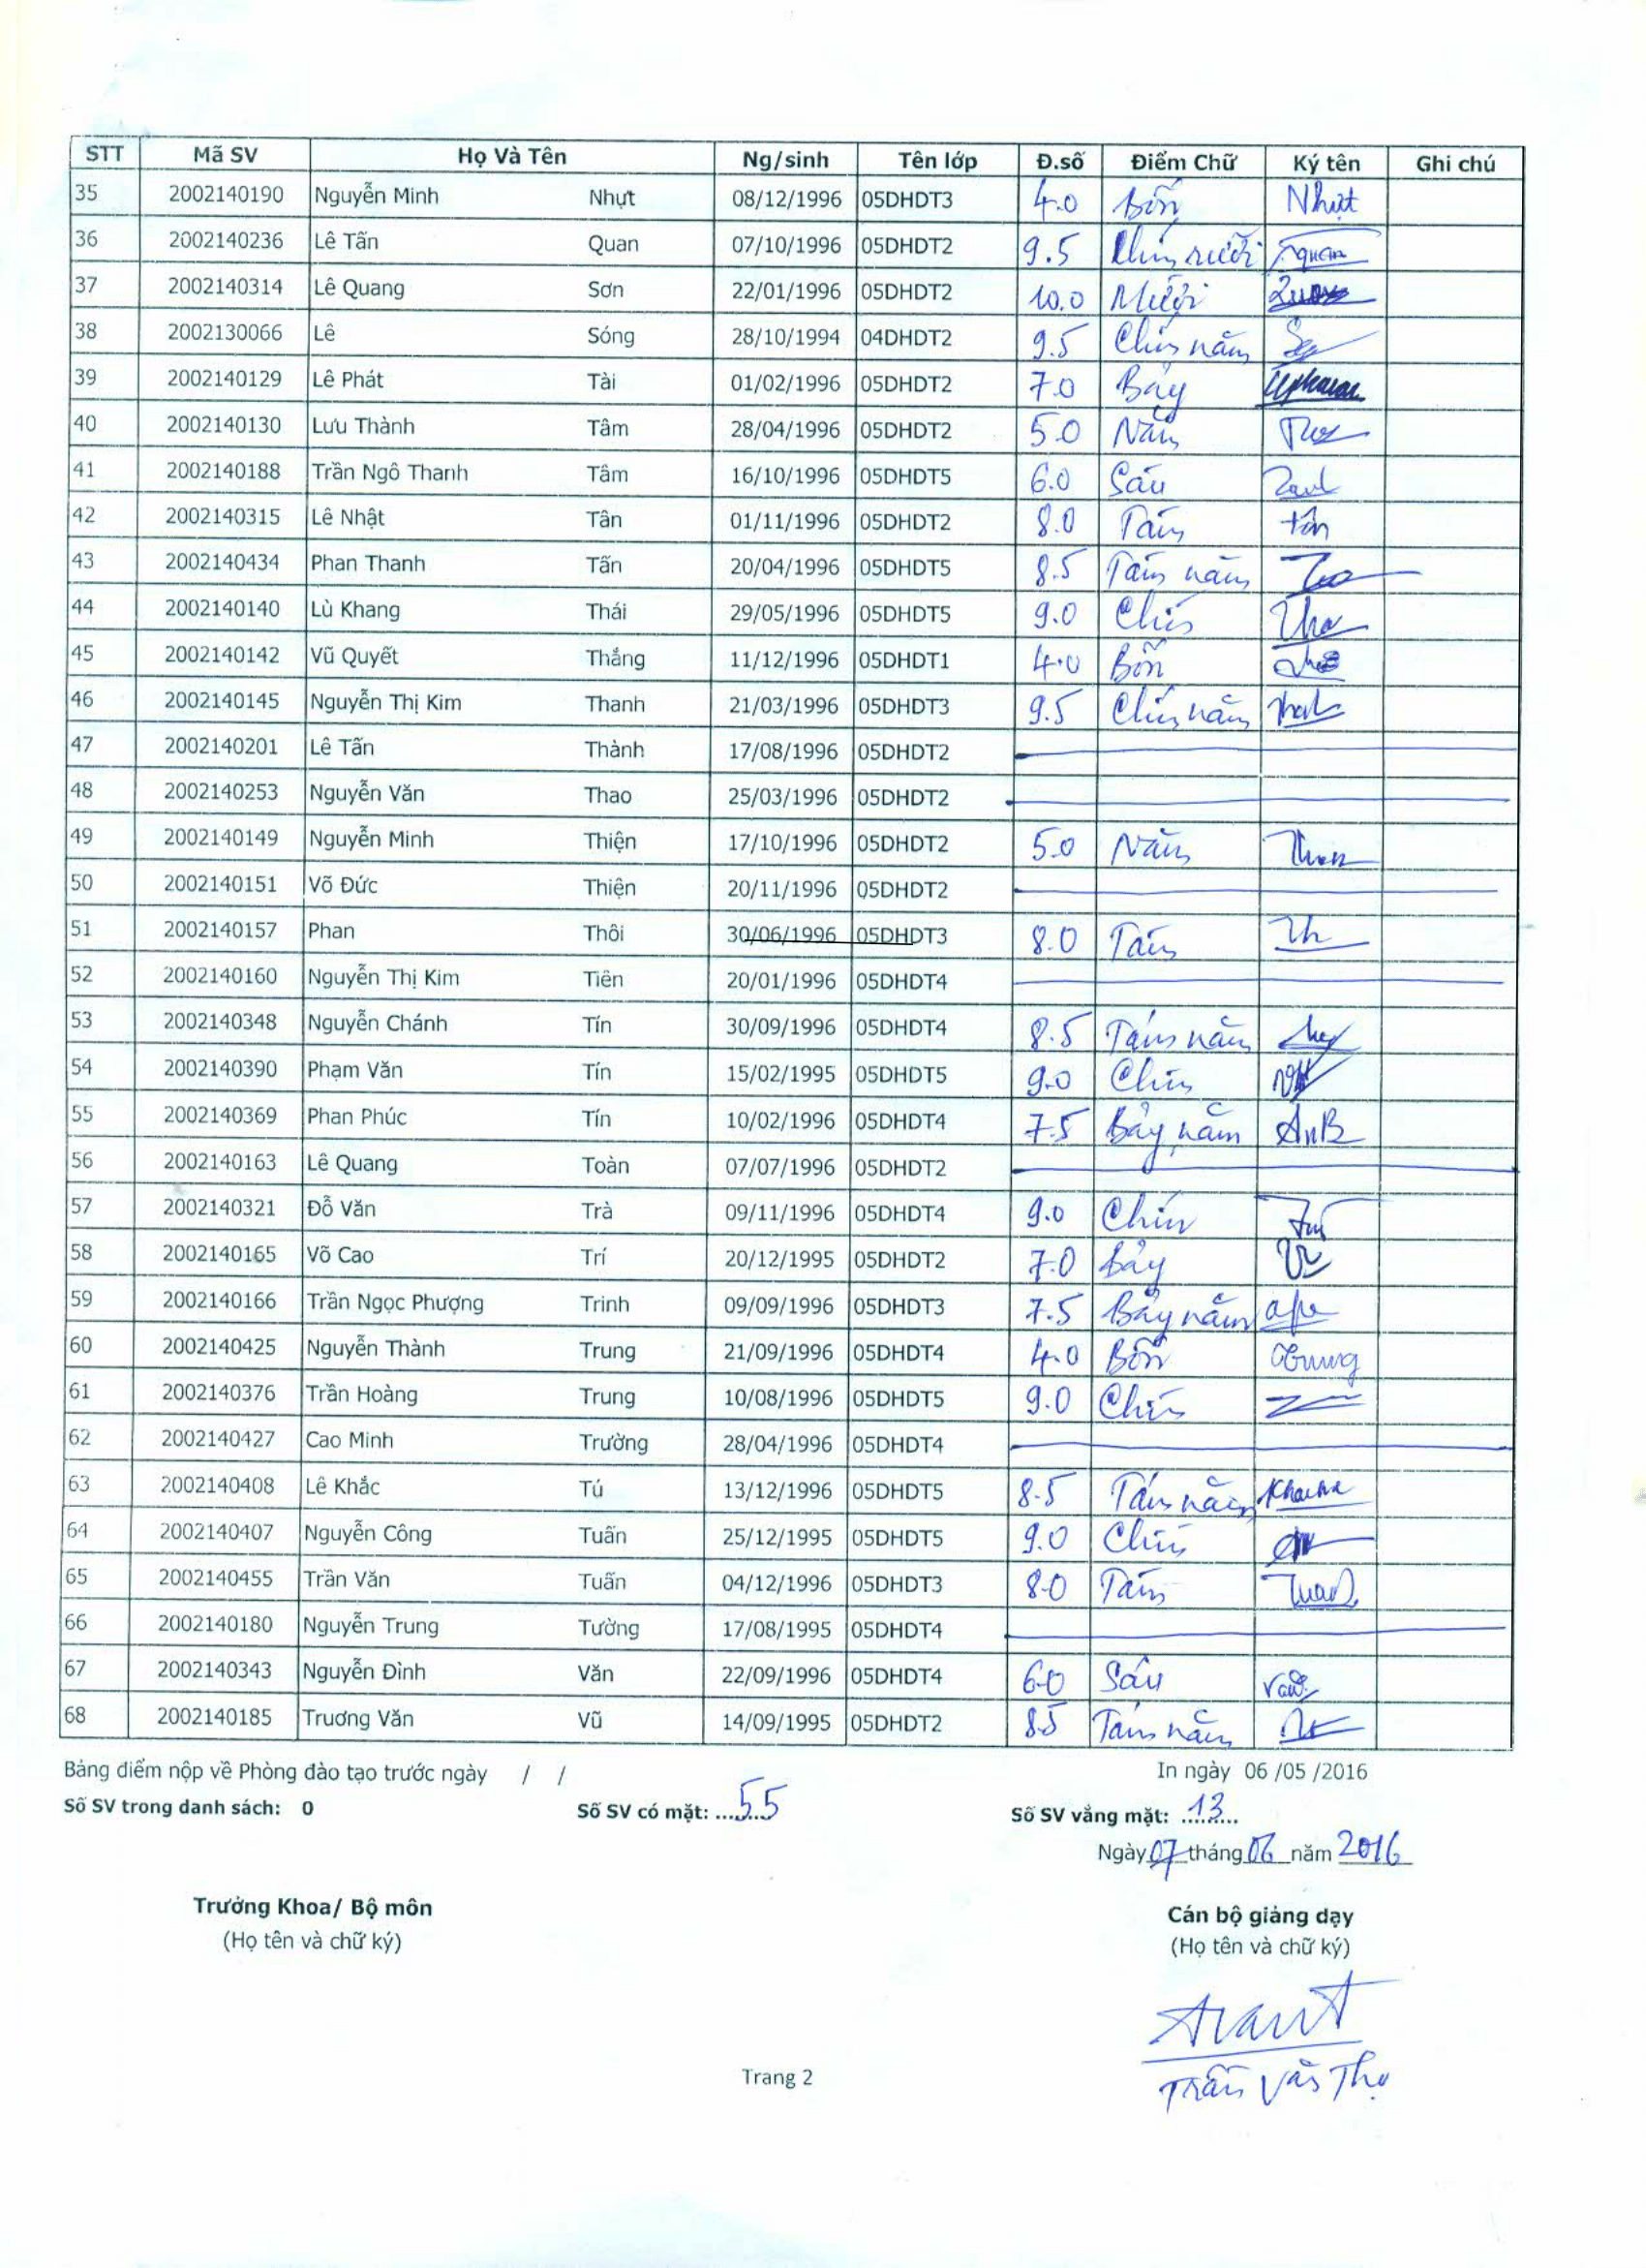 STT Mã SV Họ Và Tên Ng/sinh Tên lớp Đ.số Điểm Chữ Ký tên Ghi chú
35 2002140190 Nguyễn Minh Nhựt 08/12/1996 05DHDT3 4.0 Bốn Nhựt
36 2002140236 Lê Tấn Quan 07/10/1996 05DHDT2 9.5 Chín rưỡi Quan
37 2002140314 Lê Quang Sơn 22/01/1996 05DHDT2 10.0 Mười
38 2002130066 Lê Sóng 28/10/1994 04DHDT2 9.5 Chín năm
39 2002140129 Lê Phát Tài 01/02/1996 05DHDT2 7.0 Bảy
40 2002140130 Lưu Thành Tâm 28/04/1996 05DHDT2 5.0 Năm
41 2002140188 Trần Ngô Thanh Tâm 16/10/1996 05DHDT5 6.0 Sáu
42 2002140315 Lê Nhật Tân 01/11/1996 05DHDT2 8.0 Tám tân
43 2002140434 Phan Thanh Tấn 20/04/1996 05DHDT5 8.5 Tám năm
44 2002140140 Lù Khang Thái 29/05/1996 05DHDT5 9.0 Chín
45 2002140142 Vũ Quyết Thắng 11/12/1996 05DHDT1 4.0 Bốn
46 2002140145 Nguyễn Thị Kim Thanh 21/03/1996 05DHDT3 9.5 Chín năm
47 2002140201 Lê Tấn Thành 17/08/1996 05DHDT2
48 2002140253 Nguyễn Văn Thao 25/03/1996 05DHDT2
49 2002140149 Nguyễn Minh Thiện 17/10/1996 05DHDT2 5.0 Năm
50 2002140151 Võ Đức Thiện 20/11/1996 05DHDT2
51 2002140157 Phan Thôi 30/06/1996 05DHDT3 8.0 Tám Th
52 2002140160 Nguyễn Thị Kim Tiên 20/01/1996 05DHDT4
53 2002140348 Nguyễn Chánh Tín 30/09/1996 05DHDT4 8.5 Tám năm
54 2002140390 Phạm Văn Tín 15/02/1995 05DHDT5 9.0 Chín
55 2002140369 Phan Phúc Tín 10/02/1996 05DHDT4 7.5 Bảy năm
56 2002140163 Lê Quang Toàn 07/07/1996 05DHDT2
57 2002140321 Đỗ Văn Trà 09/11/1996 05DHDT4 9.0 Chín
58 2002140165 Võ Cao Trí 20/12/1995 05DHDT2 7.0 Bảy
59 2002140166 Trần Ngọc Phượng Trinh 09/09/1996 05DHDT3 7.5 Bảy năm
60 2002140425 Nguyễn Thành Trung 21/09/1996 05DHDT4 4.0 Bốn Trung
61 2002140376 Trần Hoàng Trung 10/08/1996 05DHDT5 9.0 Chín
62 2002140427 Cao Minh Trường 28/04/1996 05DHDT4
63 2002140408 Lê Khắc Tú 13/12/1996 05DHDT5 8.5 Tám năm
64 2002140407 Nguyễn Công Tuấn 25/12/1995 05DHDT5 9.0 Chín
65 2002140455 Trần Văn Tuấn 04/12/1996 05DHDT3 8.0 Tám
66 2002140180 Nguyễn Trung Tường 17/08/1995 05DHDT4
67 2002140343 Nguyễn Đình Văn 22/09/1996 05DHDT4 6.0 Sáu
68 2002140185 Trương Văn Vũ 14/09/1995 05DHDT2 8.5 Tám năm
Bảng điểm nộp về Phòng đào tạo trước ngày / / In ngày 06 /05 /2016
Số SV trong danh sách: 0 Số SV có mặt: 55 Số SV vắng mặt: 13
Ngày 07 tháng 06 năm 2016
Trưởng Khoa/ Bộ môn Cán bộ giảng dạy
(Họ tên và chữ ký) (Họ tên và chữ ký)
Trang 2
Trần Văn Thọ